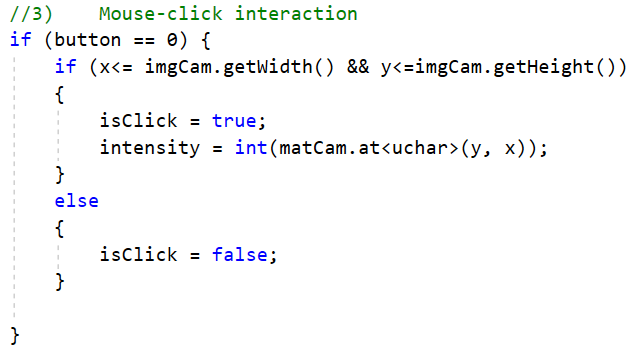 //3)    Mouse-click interaction
if (button == 0) {
    if (x<= imgCam.getWidth() && y<=imgCam.getHeight())
    {
        isClick = true;
        intensity = int(matCam.at<uchar>(y, x));
    }
    else
    {
        isClick = false;
    }
}